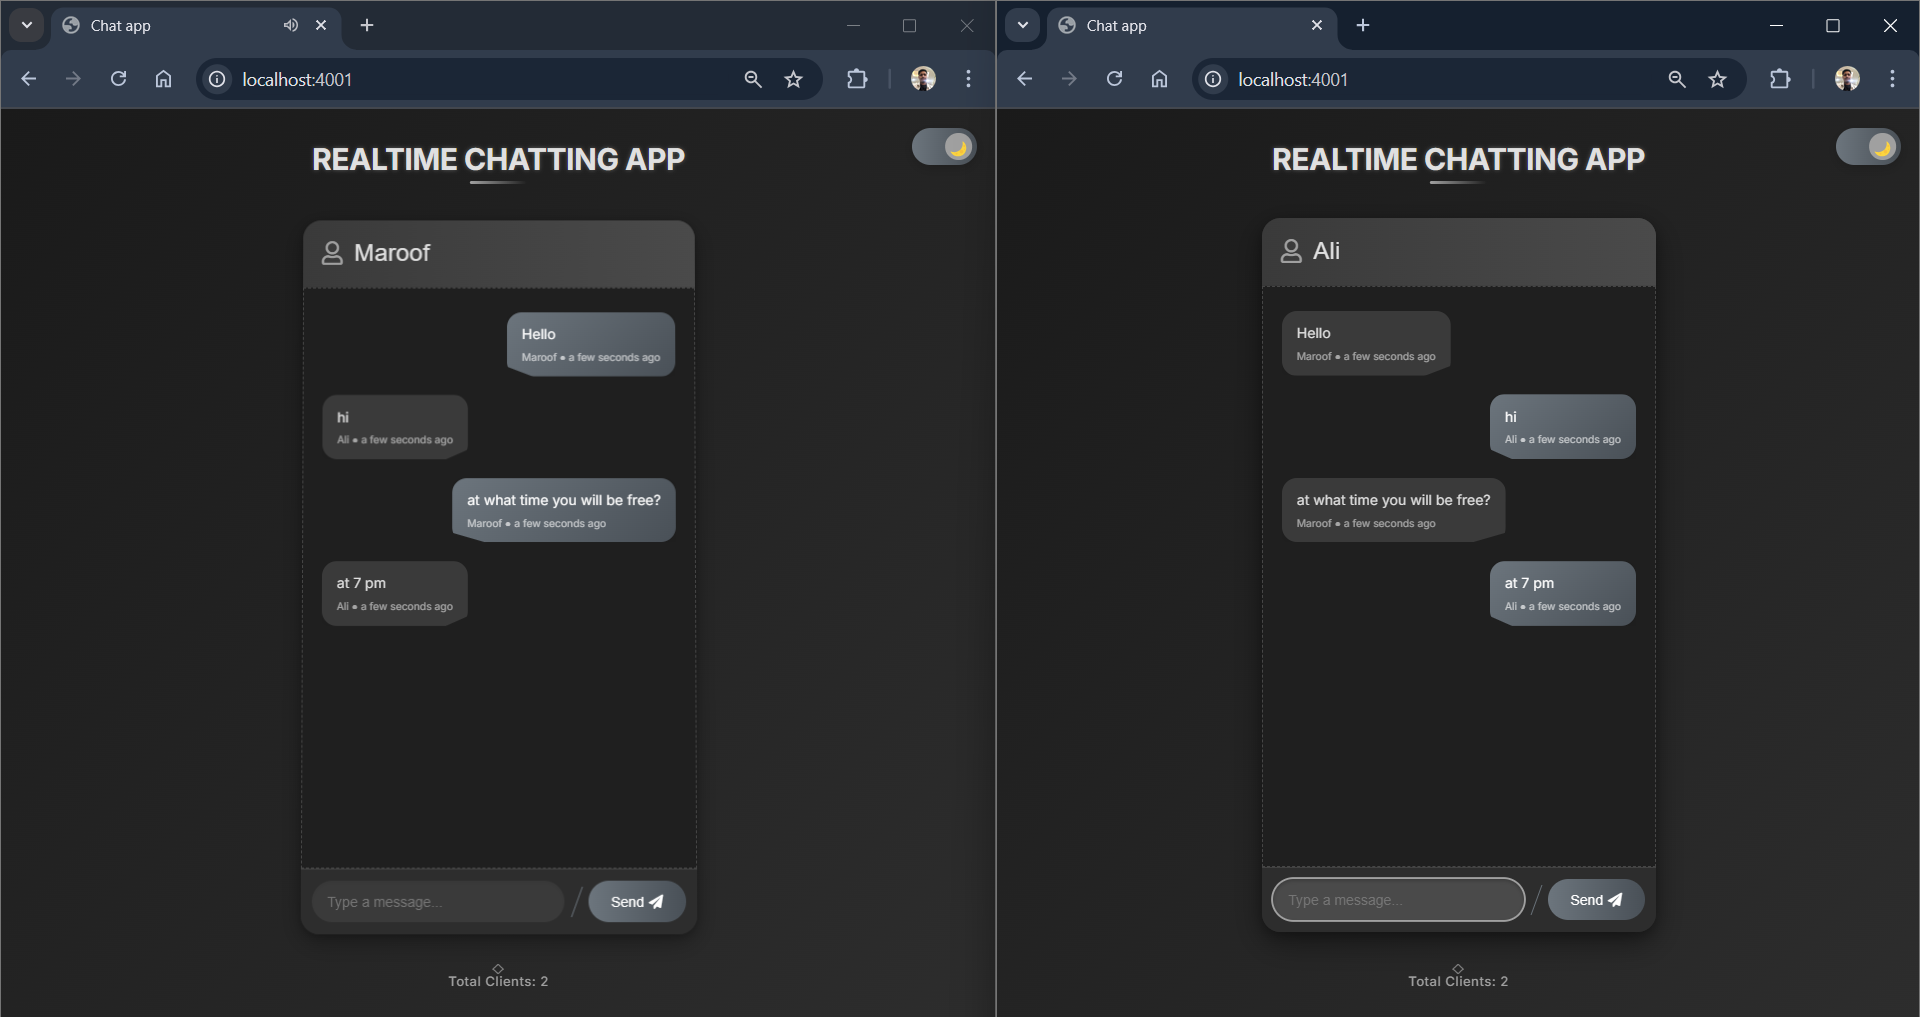 Chat app
localhost:4001
REALTIME CHATTING APP
Maroof
Hello
Maroof • a few seconds ago
hi
Ali • a few seconds ago
at what time you will be free?
Maroof • a few seconds ago
at 7 pm
Ali • a few seconds ago
Type a message...
Send
Total Clients: 2
Chat app
localhost:4001
REALTIME CHATTING APP
Ali
Hello
Maroof • a few seconds ago
hi
Ali • a few seconds ago
at what time you will be free?
Maroof • a few seconds ago
at 7 pm
Ali • a few seconds ago
Type a message...
Send
Total Clients: 2